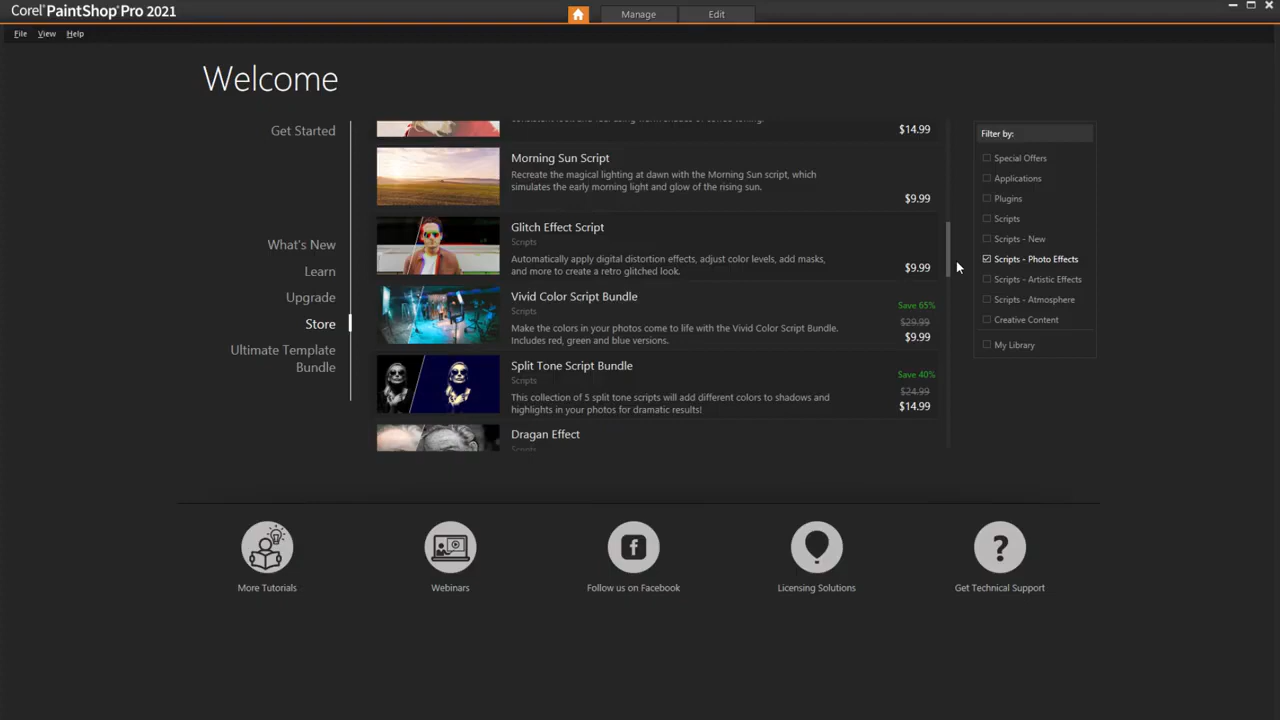 Corel PaintShop Pro 2021
Manage
Edit
File
View
Help
Welcome
Get Started
What's New
Learn
Upgrade
Store
Ultimate Template
Bundle
$14.99
Morning Sun Script
Recreate the magical lighting at dawn with the Morning Sun script, which
simulates the early morning light and glow of the rising sun.
$9.99
Glitch Effect Script
Scripts
Automatically apply digital distortion effects, adjust color levels, add masks,
and more to create a retro glitched look.
$9.99
Vivid Color Script Bundle
Scripts
Save 65%
$29.99
Make the colors in your photos come to life with the Vivid Color Script Bundle.
Includes red, green and blue versions.
$9.99
Split Tone Script Bundle
Scripts
Save 40%
$24.99
This collection of 5 split tone scripts will add different colors to shadows and
highlights in your photos for dramatic results!
$14.99
Dragan Effect
Scripts
Filter by:
Special Offers
Applications
Plugins
Scripts
Scripts - New
Scripts - Photo Effects
Scripts - Artistic Effects
Scripts - Atmosphere
Creative Content
My Library
More Tutorials
Webinars
Follow us on Facebook
Licensing Solutions
Get Technical Support